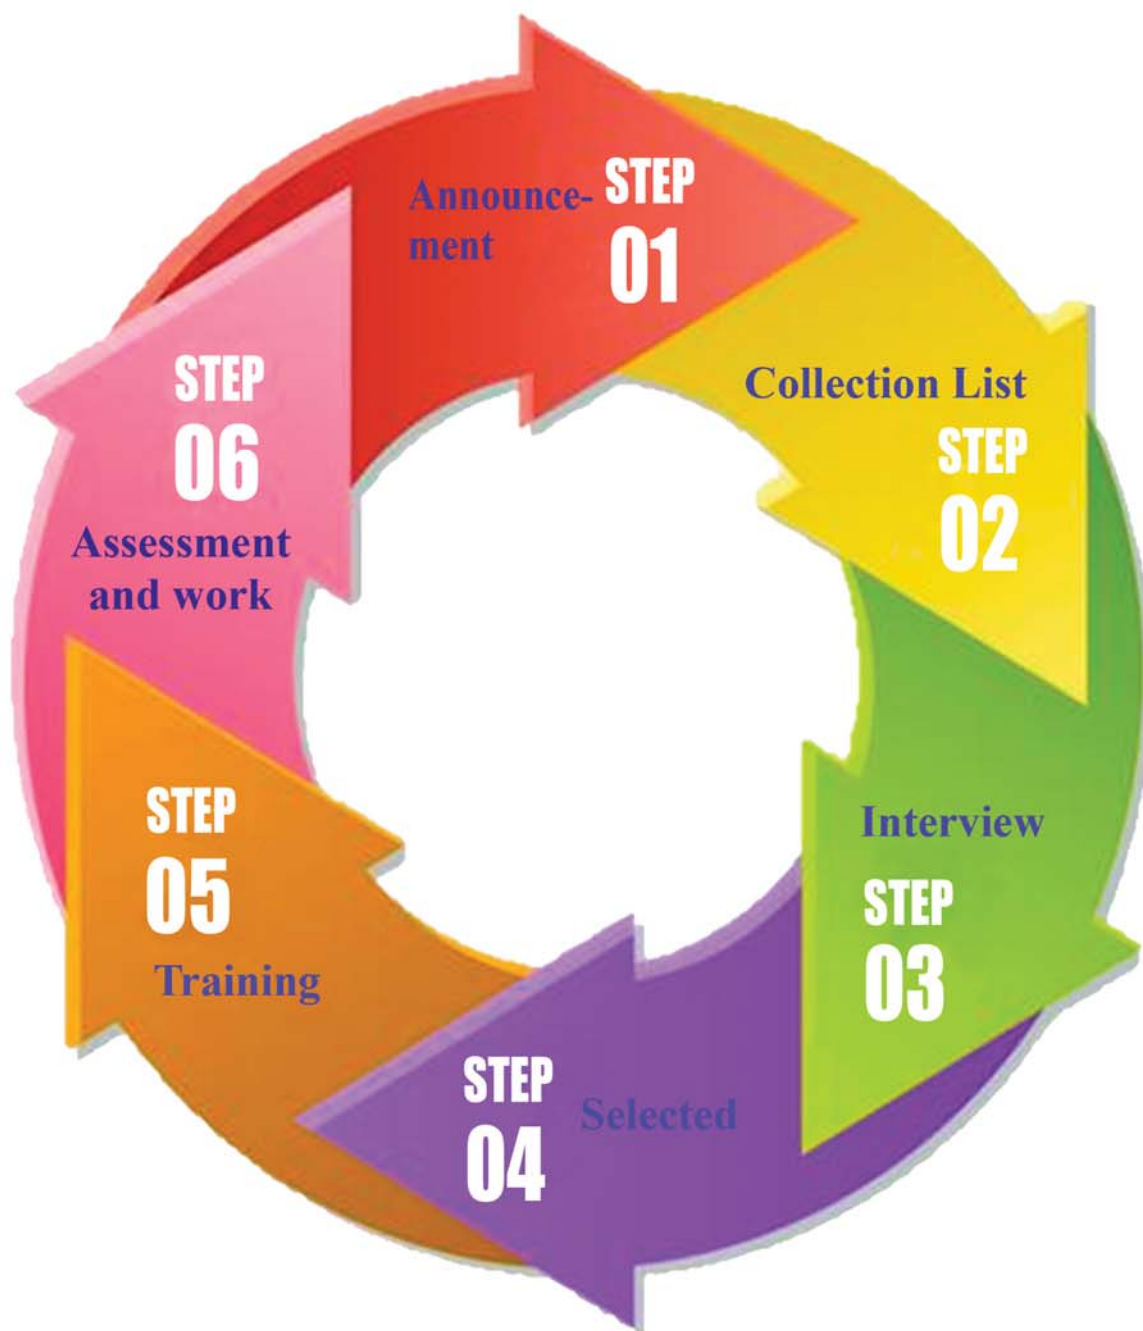 Announce-
ment
STEP
01
Collection List
STEP
02
Interview
STEP
03
STEP
04
Selected
STEP
05
Training
STEP
06
Assessment
and work